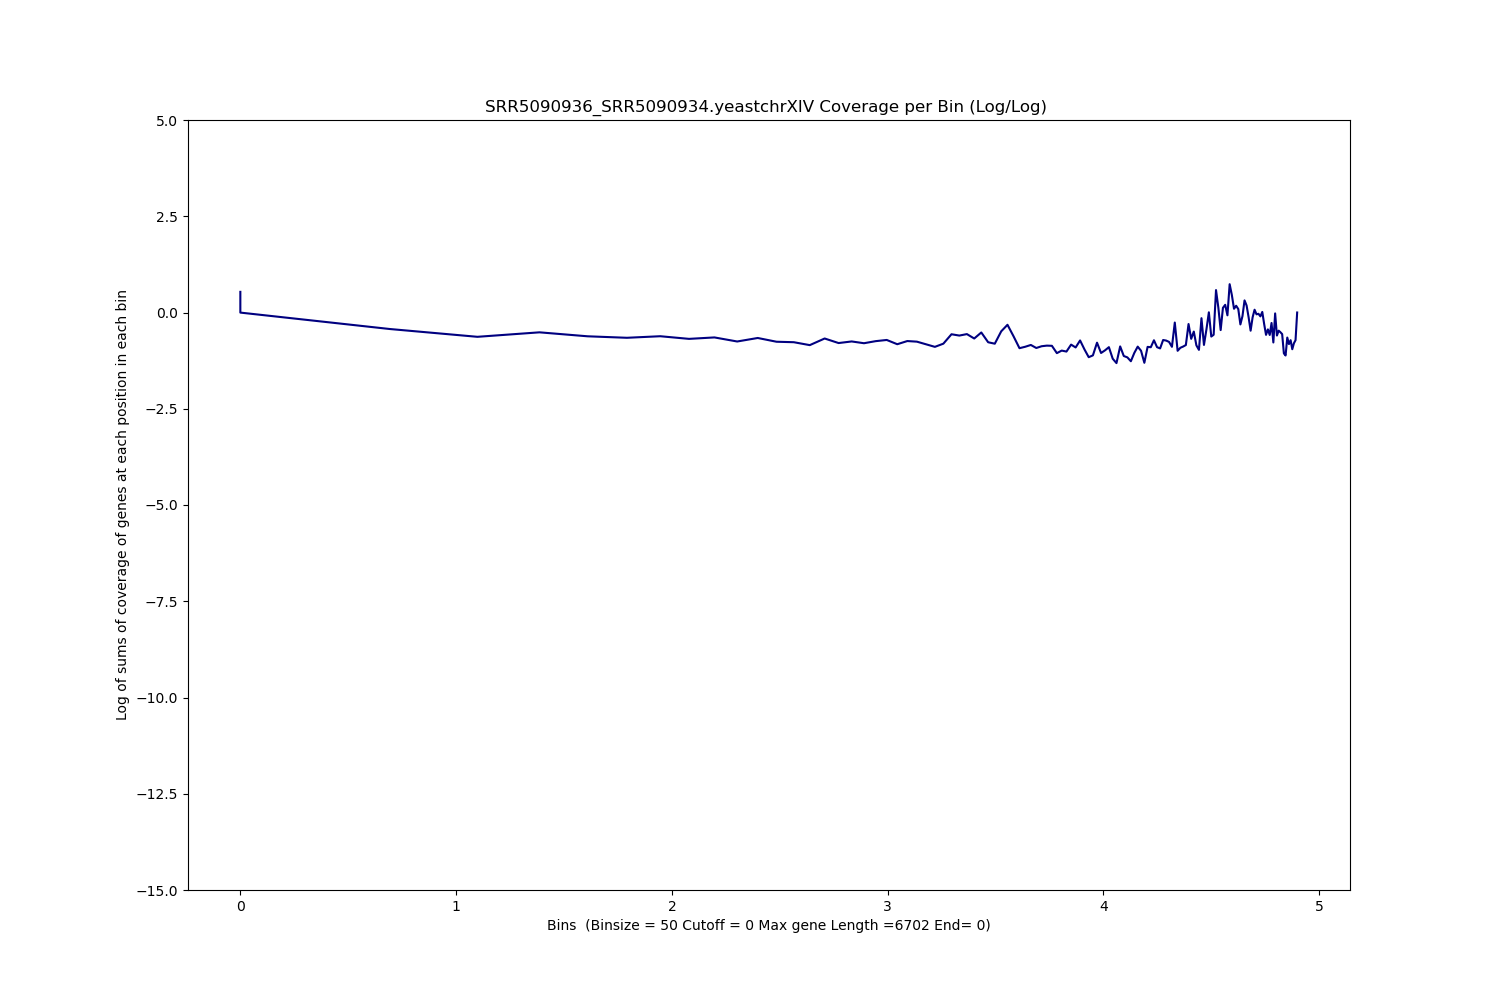 SRR5090936_SRR5090934.yeastchrXIV Coverage per Bin (Log/Log)
Log of sums of coverage of genes at each position in each bin
5.0
2.5
0.0
−2.5
−5.0
−7.5
−10.0
−12.5
−15.0
0 1 2 3 4 5
Bins  (Binsize = 50 Cutoff = 0 Max gene Length =6702 End= 0)